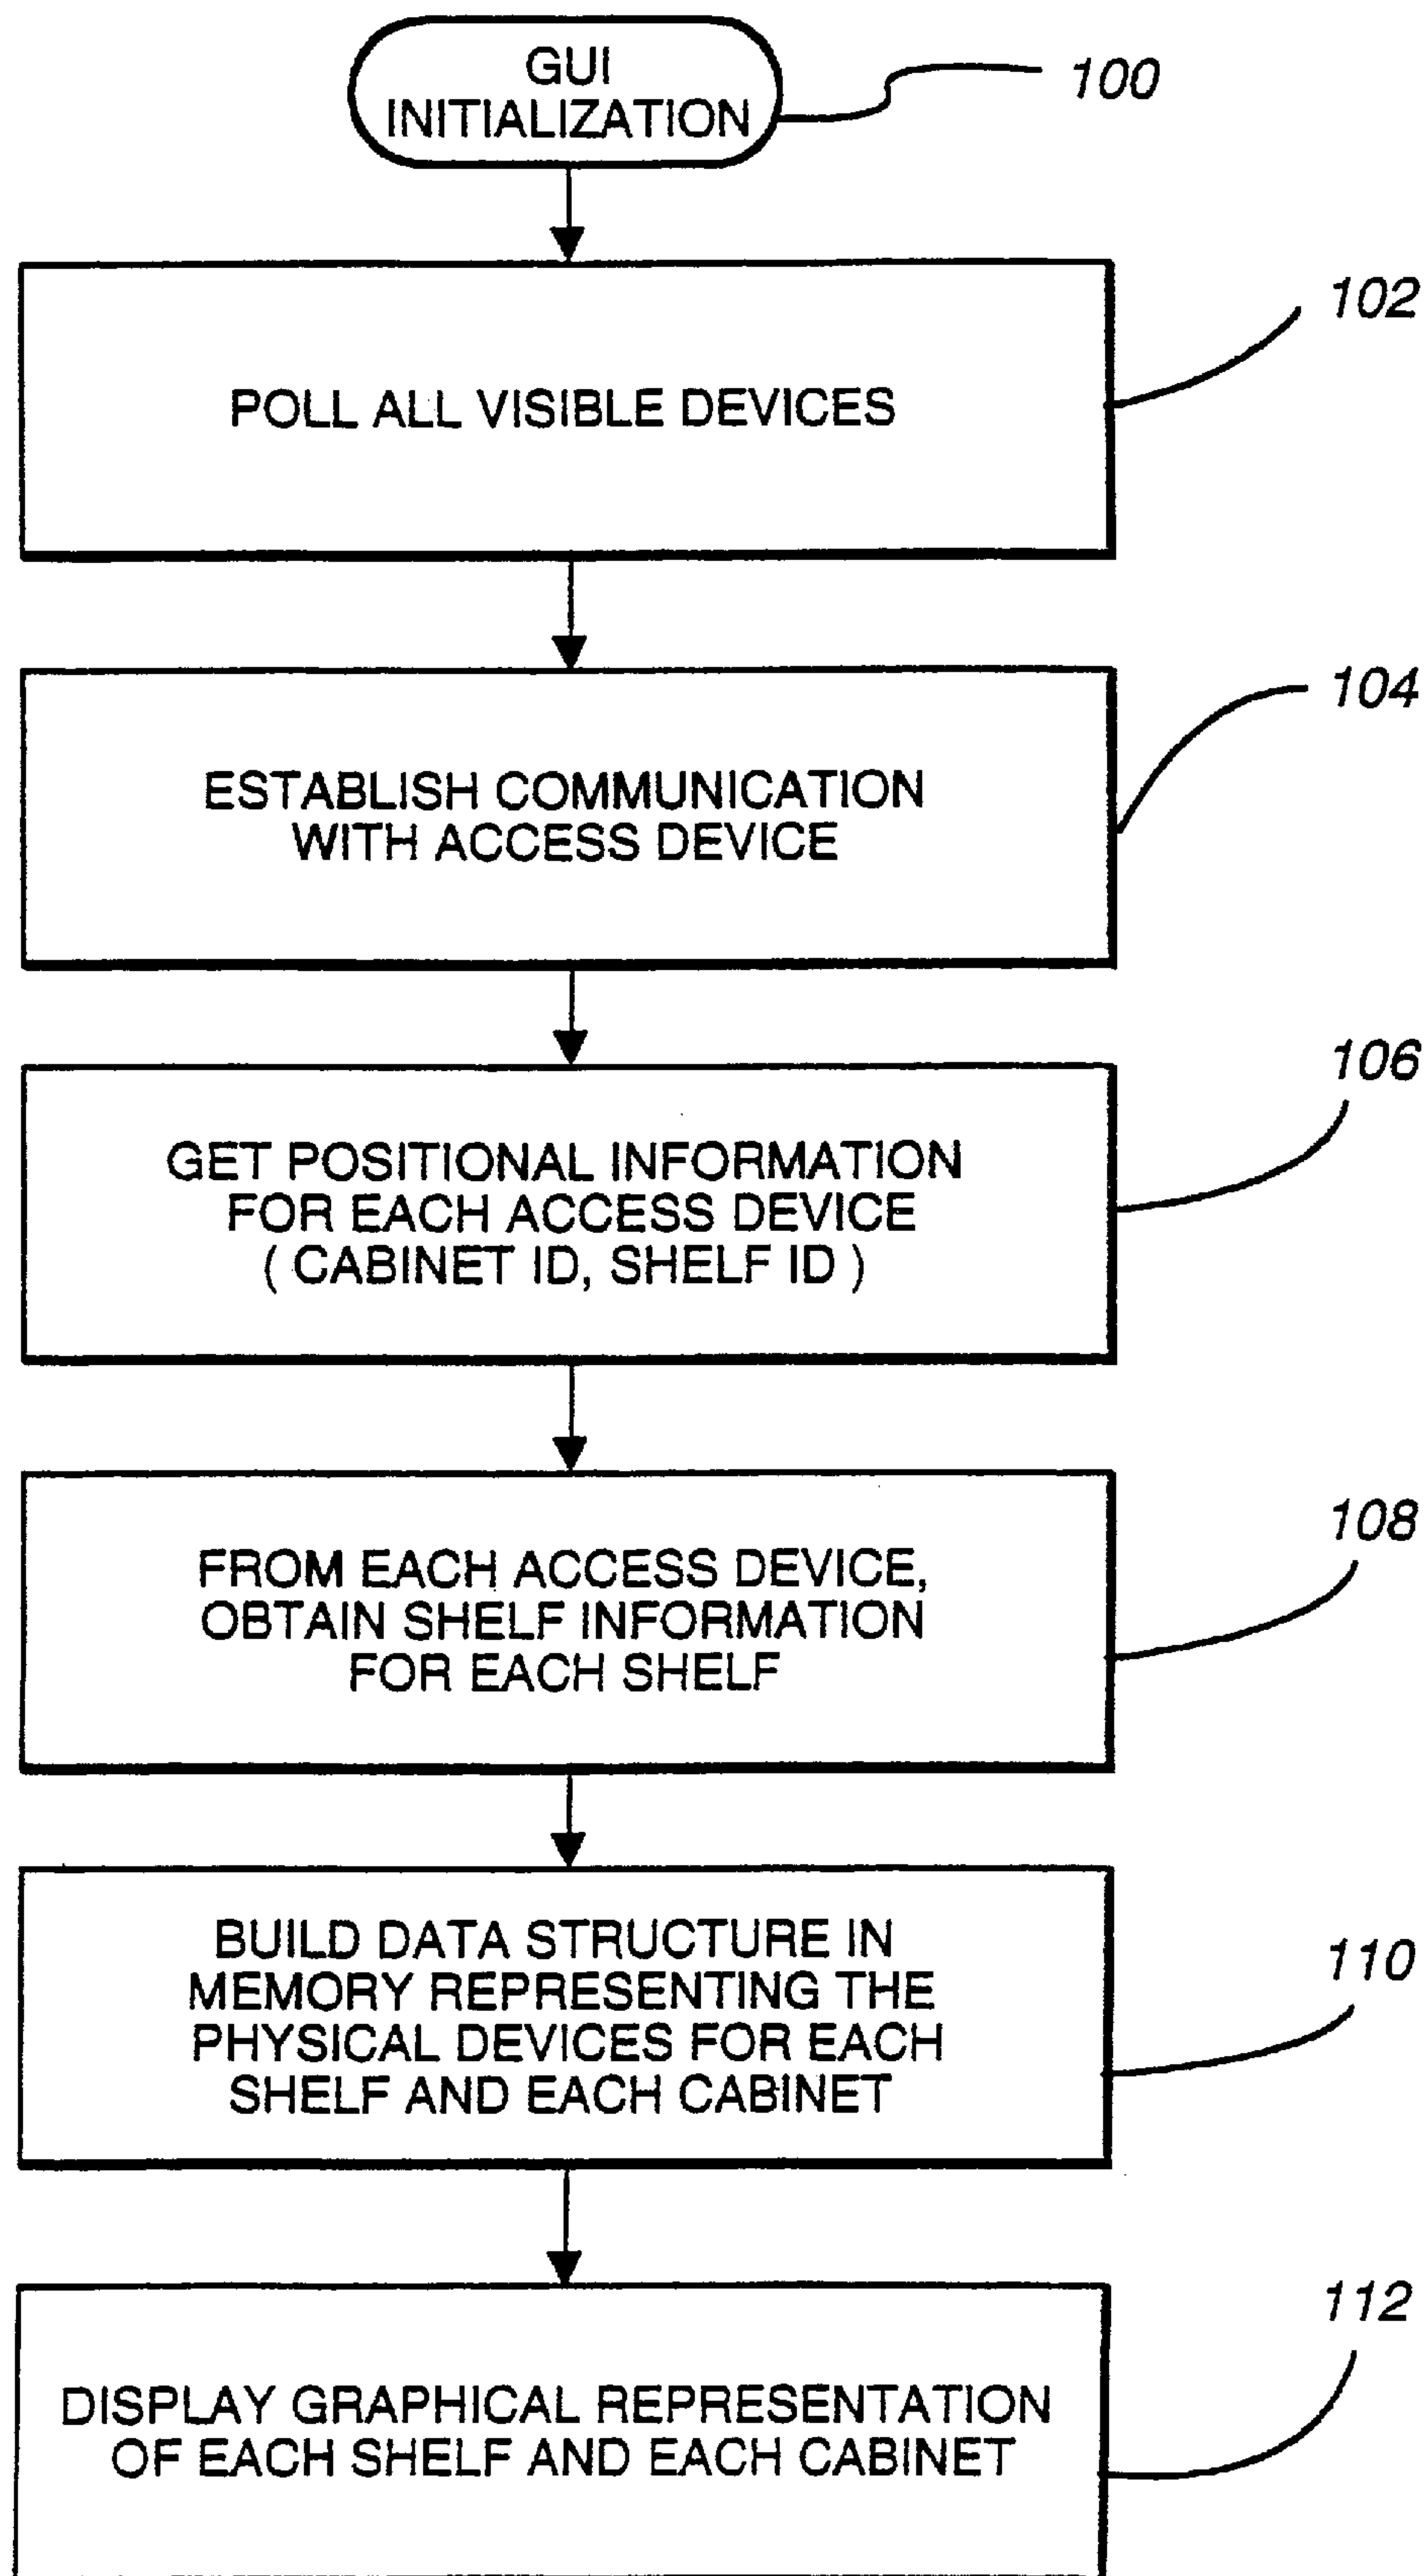 GUI
INITIALIZATION
100
POLL ALL VISIBLE DEVICES
102
ESTABLISH COMMUNICATION
WITH ACCESS DEVICE
104
GET POSITIONAL INFORMATION
FOR EACH ACCESS DEVICE
( CABINET ID, SHELF ID )
106
FROM EACH ACCESS DEVICE,
OBTAIN SHELF INFORMATION
FOR EACH SHELF
108
BUILD DATA STRUCTURE IN
MEMORY REPRESENTING THE
PHYSICAL DEVICES FOR EACH
SHELF AND EACH CABINET
110
DISPLAY GRAPHICAL REPRESENTATION
OF EACH SHELF AND EACH CABINET
112